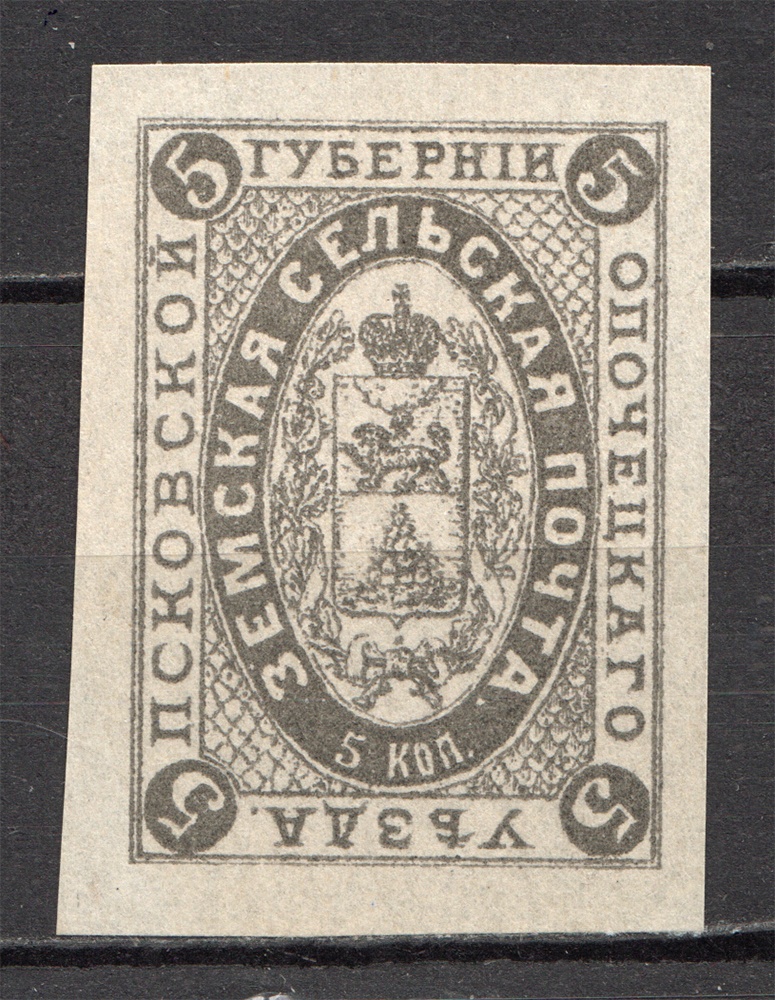 5 ГУБЕРНІИ 5
ПСКОВСКОЙ
ОПОЧЕЦКАГО
ЗЕМСКАЯ СЕЛЬСКАЯ ПОЧТА.
5 КОП.
5 УѢЗДА. 5